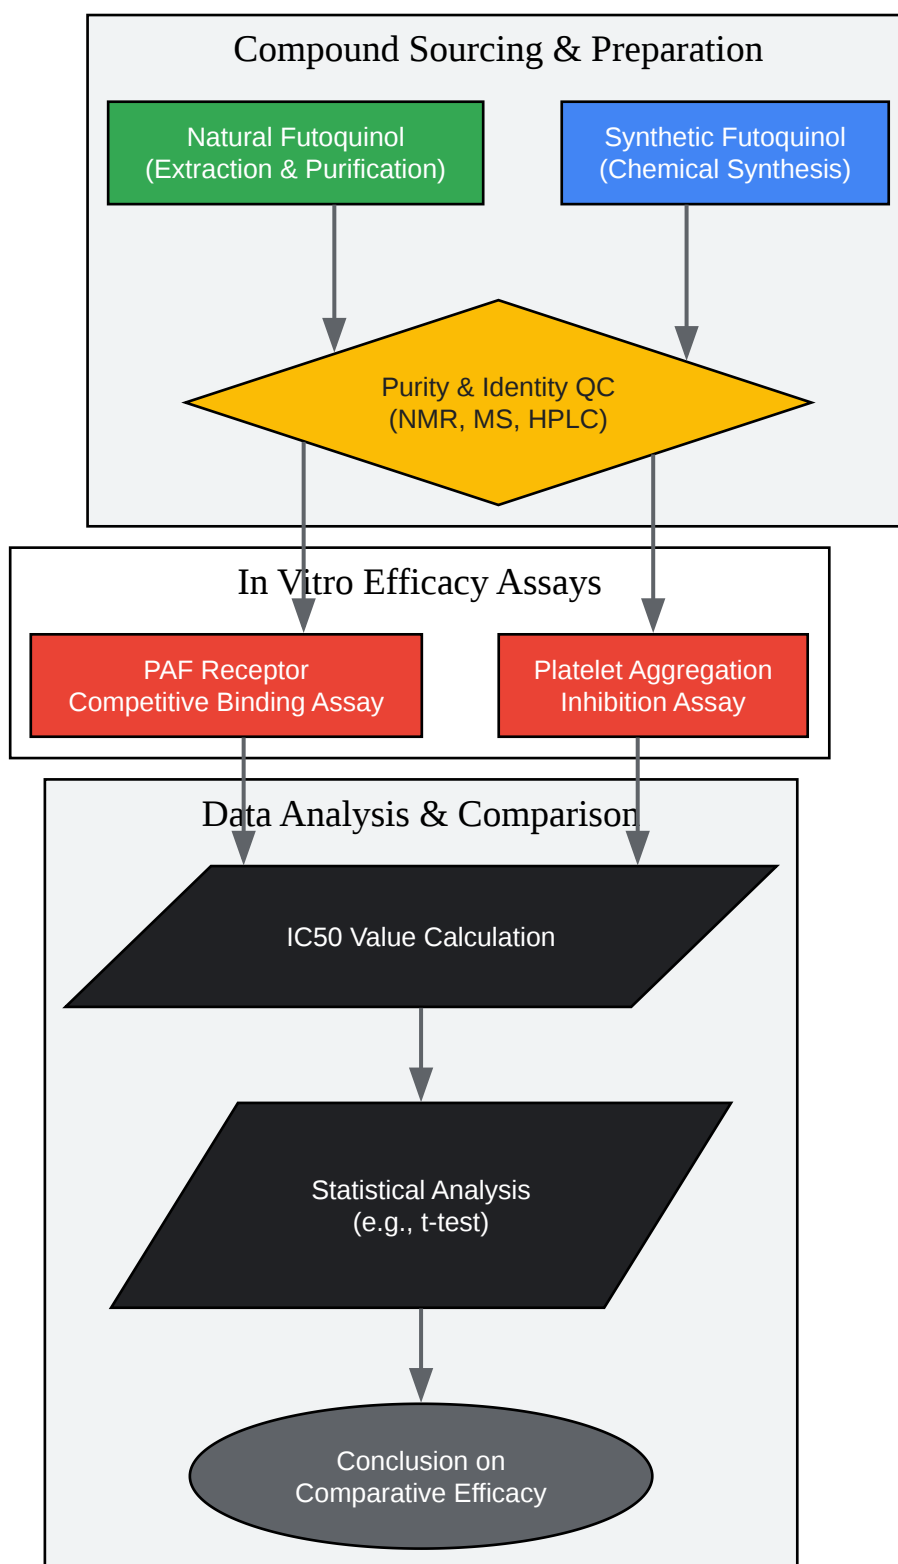 Compound Sourcing & Preparation
Natural Futoquinol
(Extraction & Purification)
Synthetic Futoquinol
(Chemical Synthesis)
Purity & Identity QC
(NMR, MS, HPLC)
In Vitro Efficacy Assays
PAF Receptor
Competitive Binding Assay
Platelet Aggregation
Inhibition Assay
Data Analysis & Comparison
IC50 Value Calculation
Statistical Analysis
(e.g., t-test)
Conclusion on
Comparative Efficacy